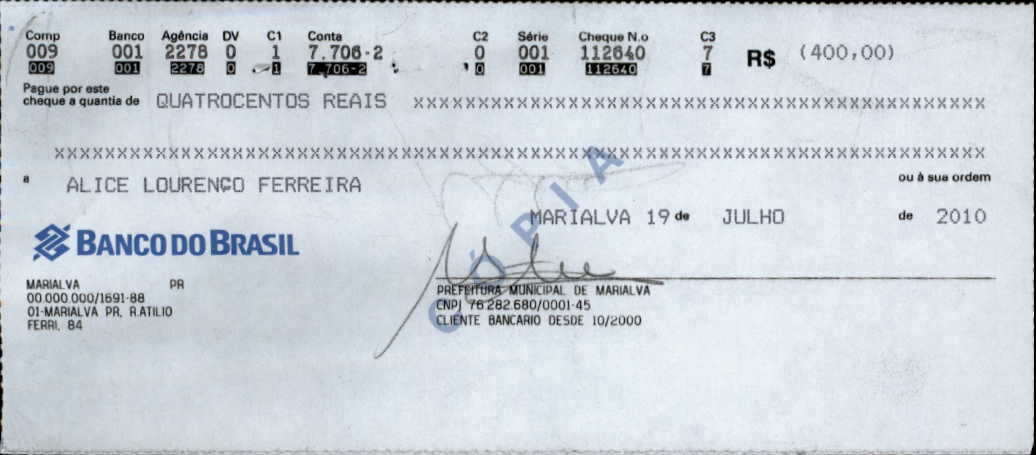 Comp Banco Agência DV C1 Conta C2 Série Cheque N.o C3
009 001 2278 0 1 7.706-2 0 001 112640 7 R$ (400,00)
009 001 2278 0 1 7.706-2 0 001 112640 7
Pague por este
cheque a quantia de QUATROCENTOS REAIS xxxxxxxxxxxxxxxxxxxxxxxxxxxxxxxxxxxxxxxxxxxxx
xxxxxxxxxxxxxxxxxxxxxxxxxxxxxxxxxxxxxxxxxxxxxxxxxxxxxxxxxxxxxxxxxxxxxxxxx
a ALICE LOURENÇO FERREIRA ou à sua ordem
MARIALVA 19 de JULHO de 2010
CÓPIA
BANCO DO BRASIL
MARIALVA PR
00.000.000/1691-88
01-MARIALVA PR, R.ATILIO
FERRI, 84
PREFEITURA MUNICIPAL DE MARIALVA
CNPJ 76.282.680/0001-45
CLIENTE BANCARIO DESDE 10/2000